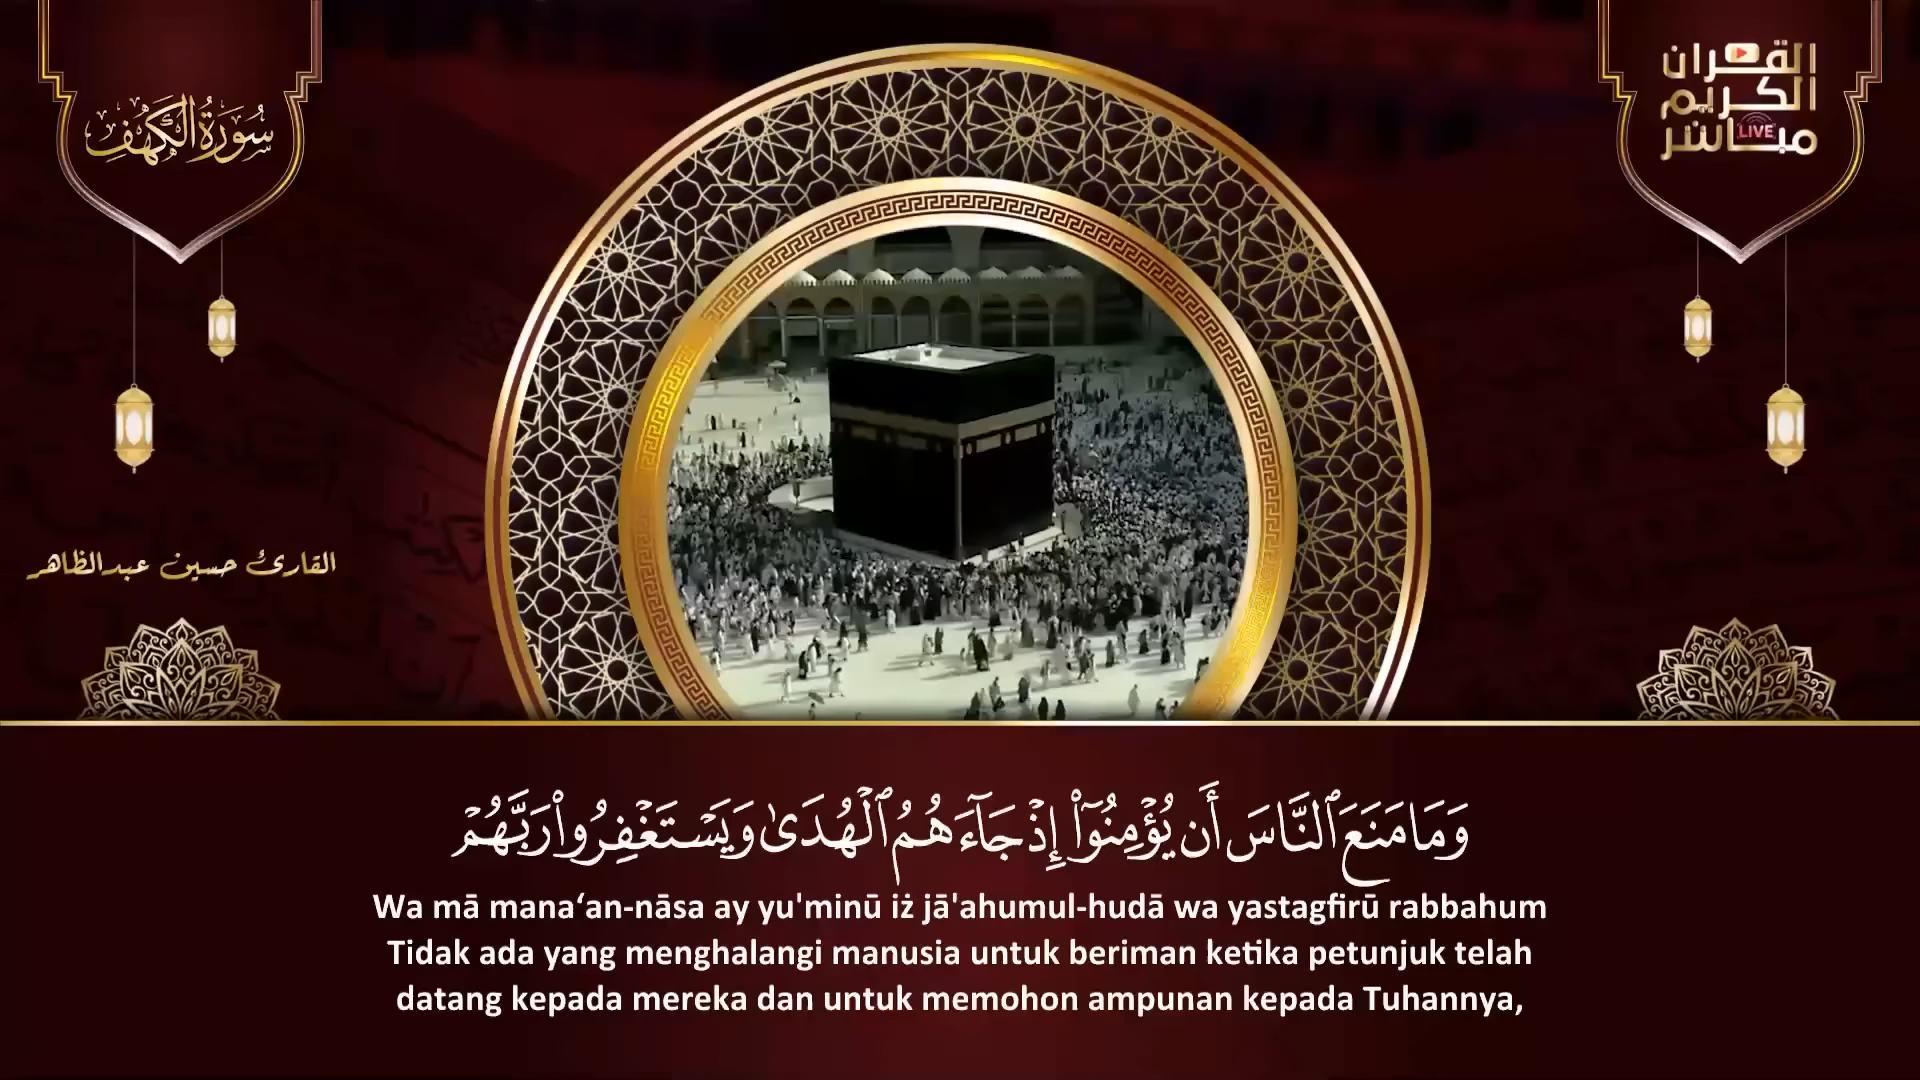 سُورَةُ الْكَهْفِ
القرآن
الكريم
مباشر
LIVE
القارئ حسين عبدالظاهر
وَمَا مَنَعَ ٱلنَّاسَ أَن يُؤْمِنُوٓا۟ إِذْ جَآءَهُمُ ٱلْهُدَىٰ وَيَسْتَغْفِرُوا۟ رَبَّهُمْ
Wa mā mana‘an-nāsa ay yu'minū iż jā'ahumul-hudā wa yastagfirū rabbahum
Tidak ada yang menghalangi manusia untuk beriman ketika petunjuk telah
datang kepada mereka dan untuk memohon ampunan kepada Tuhannya,